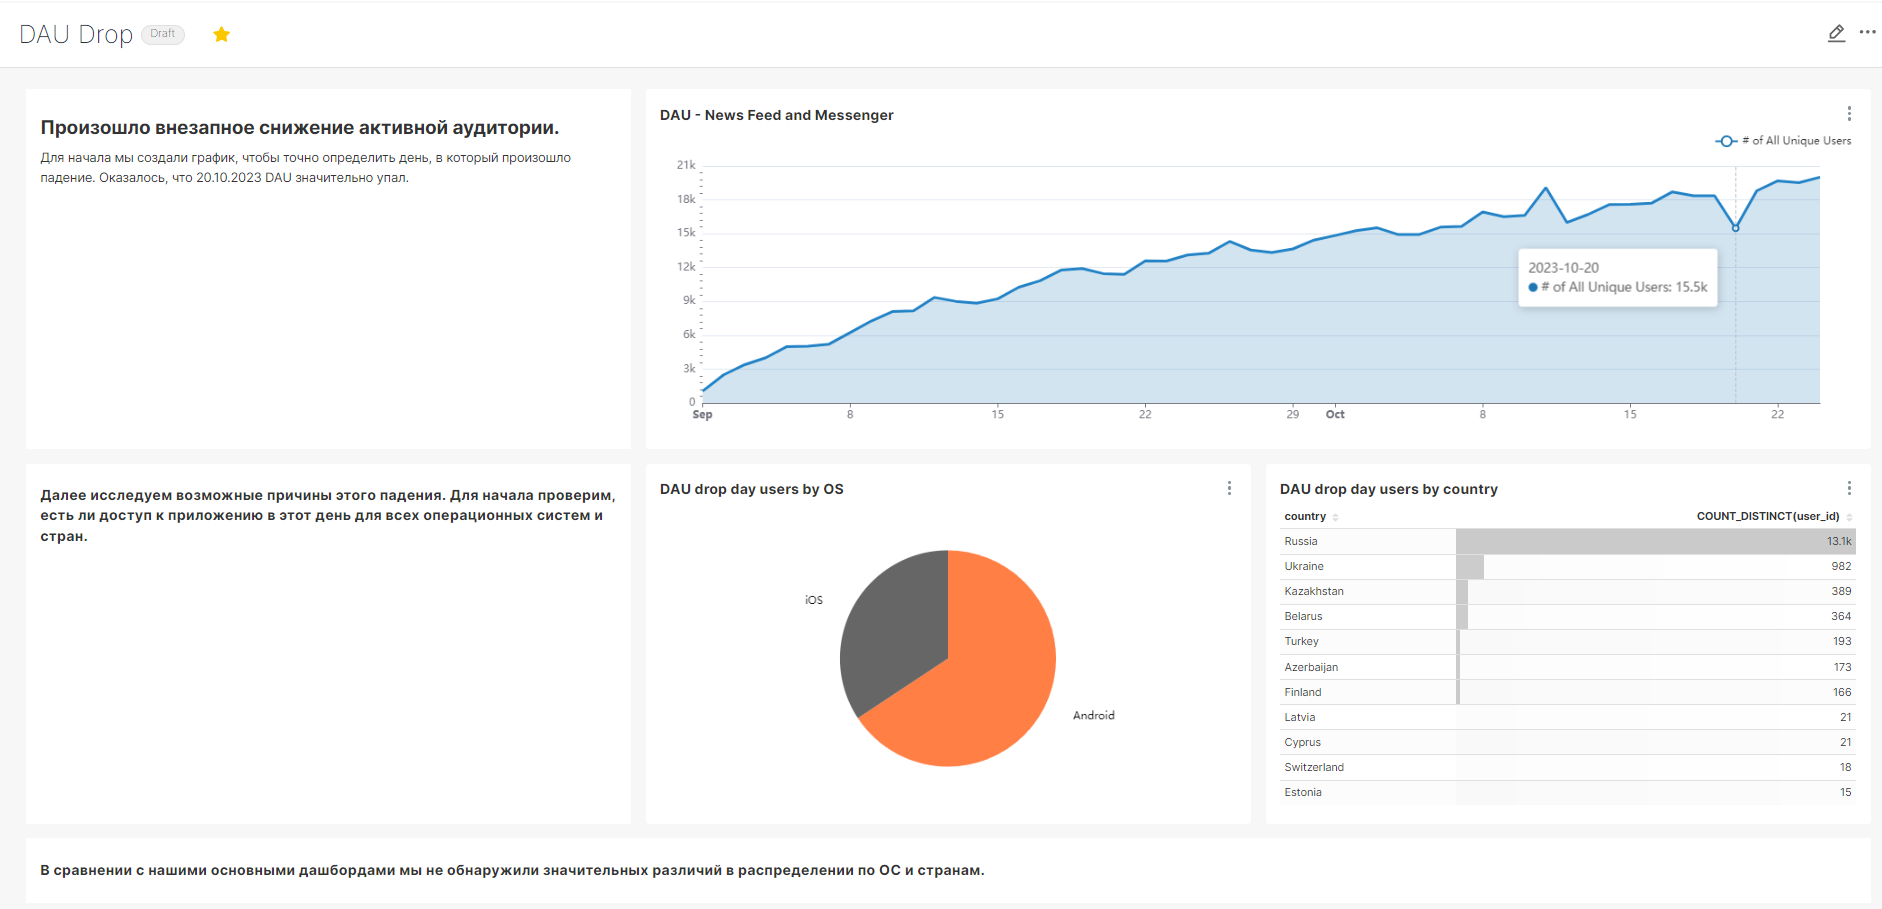 DAU Drop
Draft
Произошло внезапное снижение активной аудитории.
Для начала мы создали график, чтобы точно определить день, в который произошло
падение. Оказалось, что 20.10.2023 DAU значительно упал.
DAU - News Feed and Messenger
# of All Unique Users
21k
18k
15k
12k
9k
6k
3k
0
2023-10-20
# of All Unique Users: 15.5k
Sep 8 15 22 29 Oct 8 15 22
Далее исследуем возможные причины этого падения. Для начала проверим,
есть ли доступ к приложению в этот день для всех операционных систем и
стран.
DAU drop day users by OS
iOS
Android
DAU drop day users by country
country COUNT_DISTINCT(user_id)
Russia 13.1k
Ukraine 982
Kazakhstan 389
Belarus 364
Turkey 193
Azerbaijan 173
Finland 166
Latvia 21
Cyprus 21
Switzerland 18
Estonia 15
В сравнении с нашими основными дашбордами мы не обнаружили значительных различий в распределении по ОС и странам.